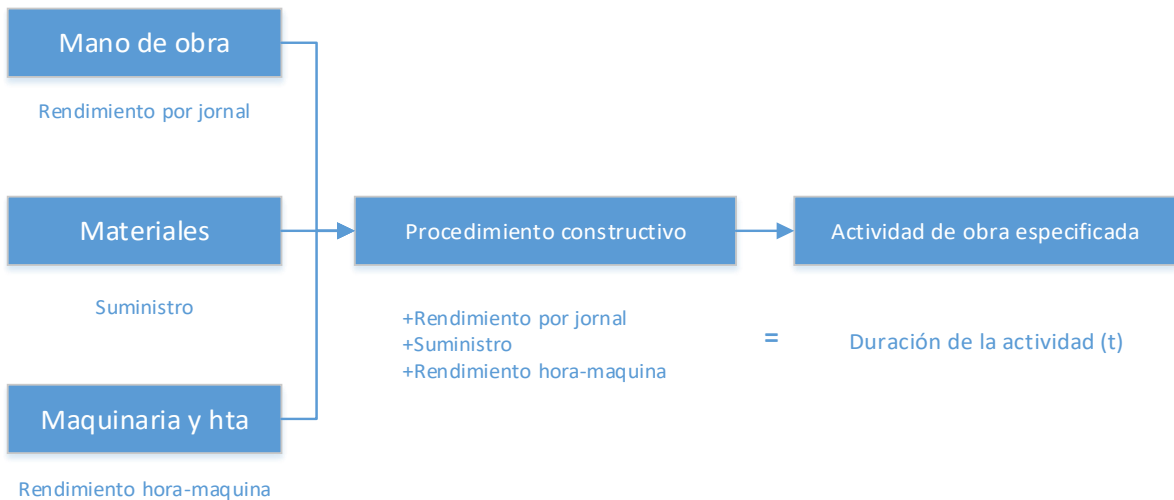 Mano de obra
Rendimiento por jornal
Materiales
Suministro
Maquinaria y hta
Rendimiento hora-maquina
Procedimiento constructivo
+Rendimiento por jornal
+Suministro
+Rendimiento hora-maquina
=
Actividad de obra especificada
Duración de la actividad (t)